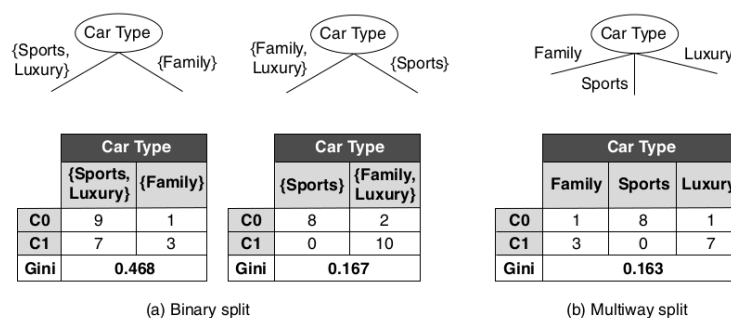 Car Type
{Sports,
Luxury}
{Family}
Car Type
{Family,
Luxury}
{Sports}
Car Type
Family
Sports
Luxury
Car Type
{Sports,
Luxury}
{Family}
C0 9 1
C1 7 3
Gini 0.468
Car Type
{Sports}
{Family,
Luxury}
C0 8 2
C1 0 10
Gini 0.167
Car Type
Family Sports Luxury
C0 1 8 1
C1 3 0 7
Gini 0.163
(a) Binary split
(b) Multiway split